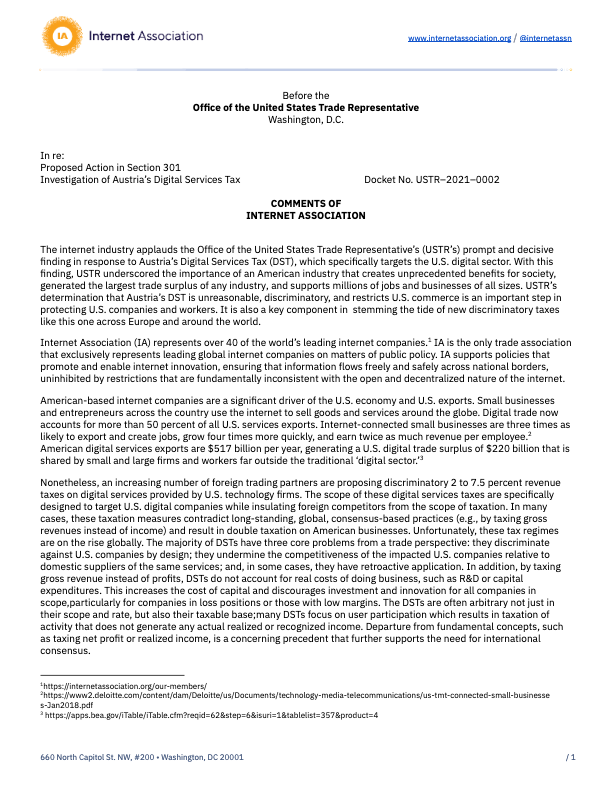 IA Internet Association
www.internetassociation.org / @internetassn
Before the
Office of the United States Trade Representative
Washington, D.C.
In re:
Proposed Action in Section 301
Investigation of Austria's Digital Services Tax Docket No. USTR–2021–0002
COMMENTS OF
INTERNET ASSOCIATION
The internet industry applauds the Office of the United States Trade Representative's (USTR's) prompt and decisive
finding in response to Austria's Digital Services Tax (DST), which specifically targets the U.S. digital sector. With this
finding, USTR underscored the importance of an American industry that creates unprecedented benefits for society,
generated the largest trade surplus of any industry, and supports millions of jobs and businesses of all sizes. USTR's
determination that Austria's DST is unreasonable, discriminatory, and restricts U.S. commerce is an important step in
protecting U.S. companies and workers. It is also a key component in  stemming the tide of new discriminatory taxes
like this one across Europe and around the world.
Internet Association (IA) represents over 40 of the world's leading internet companies.1 IA is the only trade association
that exclusively represents leading global internet companies on matters of public policy. IA supports policies that
promote and enable internet innovation, ensuring that information flows freely and safely across national borders,
uninhibited by restrictions that are fundamentally inconsistent with the open and decentralized nature of the internet.
American-based internet companies are a significant driver of the U.S. economy and U.S. exports. Small businesses
and entrepreneurs across the country use the internet to sell goods and services around the globe. Digital trade now
accounts for more than 50 percent of all U.S. services exports. Internet-connected small businesses are three times as
likely to export and create jobs, grow four times more quickly, and earn twice as much revenue per employee.2
American digital services exports are $517 billion per year, generating a U.S. digital trade surplus of $220 billion that is
shared by small and large firms and workers far outside the traditional 'digital sector.'3
Nonetheless, an increasing number of foreign trading partners are proposing discriminatory 2 to 7.5 percent revenue
taxes on digital services provided by U.S. technology firms. The scope of these digital services taxes are specifically
designed to target U.S. digital companies while insulating foreign competitors from the scope of taxation. In many
cases, these taxation measures contradict long-standing, global, consensus-based practices (e.g., by taxing gross
revenues instead of income) and result in double taxation on American businesses. Unfortunately, these tax regimes
are on the rise globally. The majority of DSTs have three core problems from a trade perspective: they discriminate
against U.S. companies by design; they undermine the competitiveness of the impacted U.S. companies relative to
domestic suppliers of the same services; and, in some cases, they have retroactive application. In addition, by taxing
gross revenue instead of profits, DSTs do not account for real costs of doing business, such as R&D or capital
expenditures. This increases the cost of capital and discourages investment and innovation for all companies in
scope,particularly for companies in loss positions or those with low margins. The DSTs are often arbitrary not just in
their scope and rate, but also their taxable base;many DSTs focus on user participation which results in taxation of
activity that does not generate any actual realized or recognized income. Departure from fundamental concepts, such
as taxing net profit or realized income, is a concerning precedent that further supports the need for international
consensus.
1https://internetassociation.org/our-members/
2https://www2.deloitte.com/content/dam/Deloitte/us/Documents/technology-media-telecommunications/us-tmt-connected-small-businesse
s-Jan2018.pdf
3 https://apps.bea.gov/iTable/iTable.cfm?reqid=62&step=6&isuri=1&tablelist=357&product=4
660 North Capitol St. NW, #200 • Washington, DC 20001 / 1